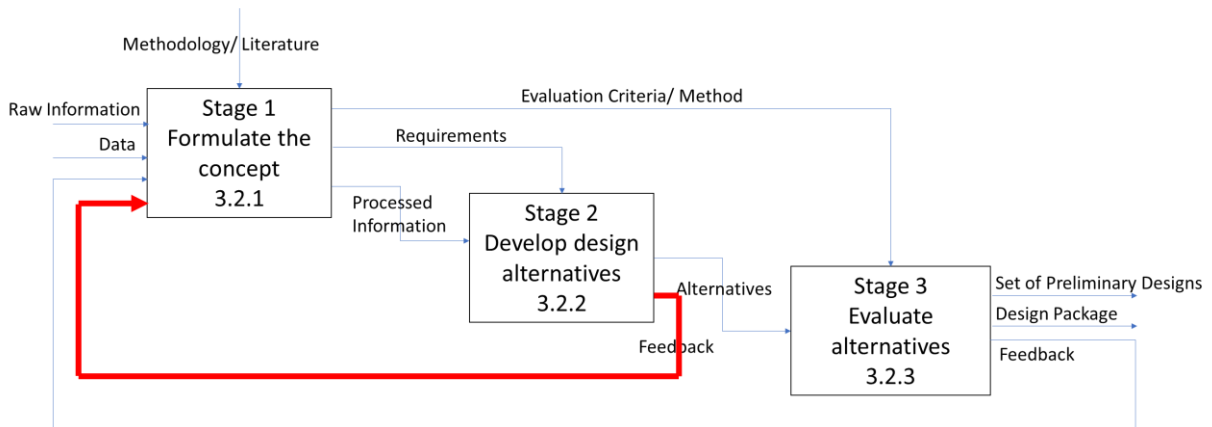 Methodology/ Literature
Raw Information
Data
Stage 1
Formulate the
concept
3.2.1
Evaluation Criteria/ Method
Requirements
Processed
Information
Stage 2
Develop design
alternatives
3.2.2
Alternatives
Feedback
Stage 3
Evaluate
alternatives
3.2.3
Set of Preliminary Designs
Design Package
Feedback